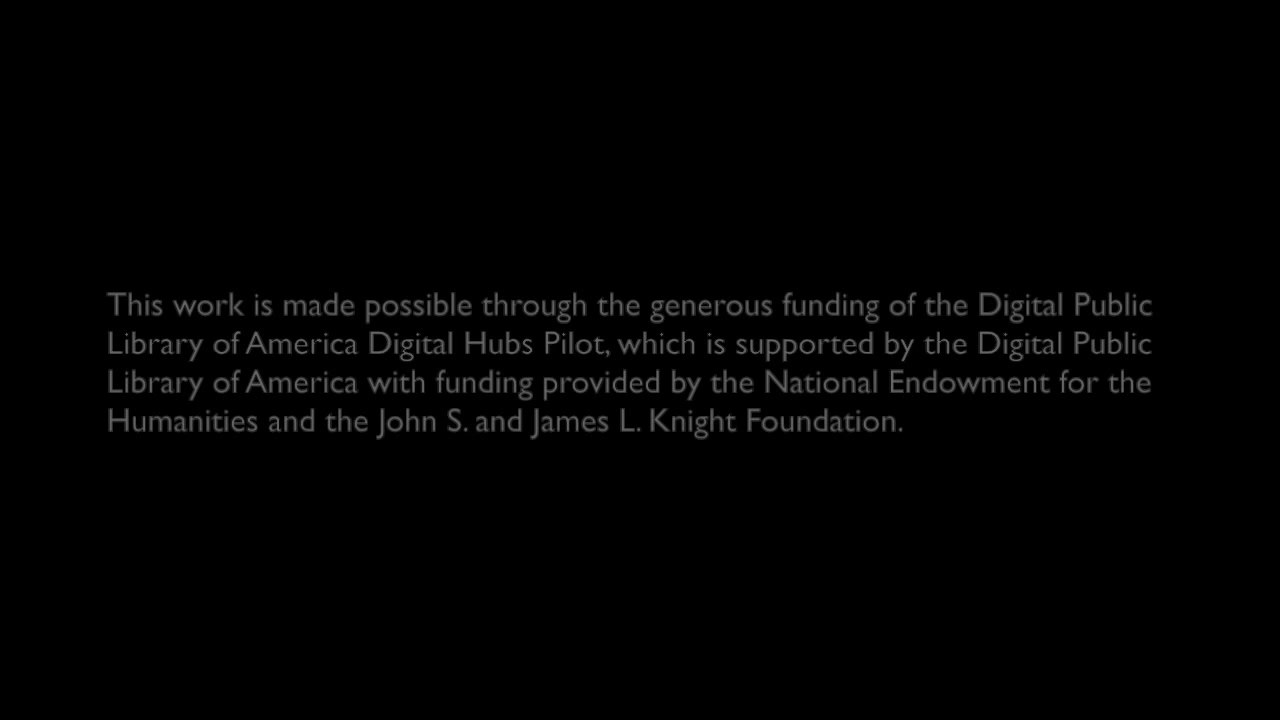 This work is made possible through the generous funding of the Digital Public
Library of America Digital Hubs Pilot, which is supported by the Digital Public
Library of America with funding provided by the National Endowment for the
Humanities and the John S. and James L. Knight Foundation.